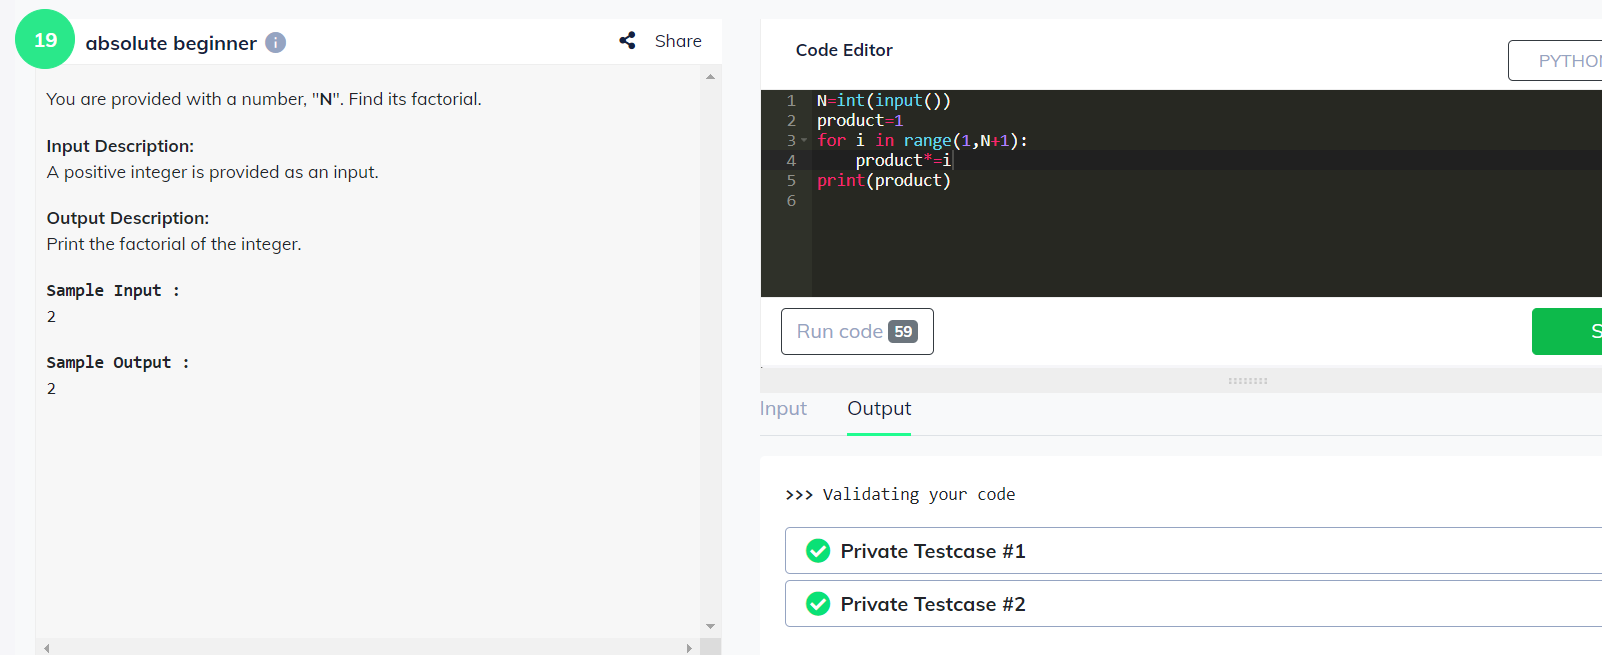 19
absolute beginner i
Share
You are provided with a number, "N". Find its factorial.
Input Description:
A positive integer is provided as an input.
Output Description:
Print the factorial of the integer.
Sample Input :
2
Sample Output :
2
Code Editor
PYTHON
1 N=int(input())
2 product=1
3 for i in range(1,N+1):
4     product*=i
5 print(product)
6
Run code 59
S
Input Output
>>> Validating your code
Private Testcase #1
Private Testcase #2